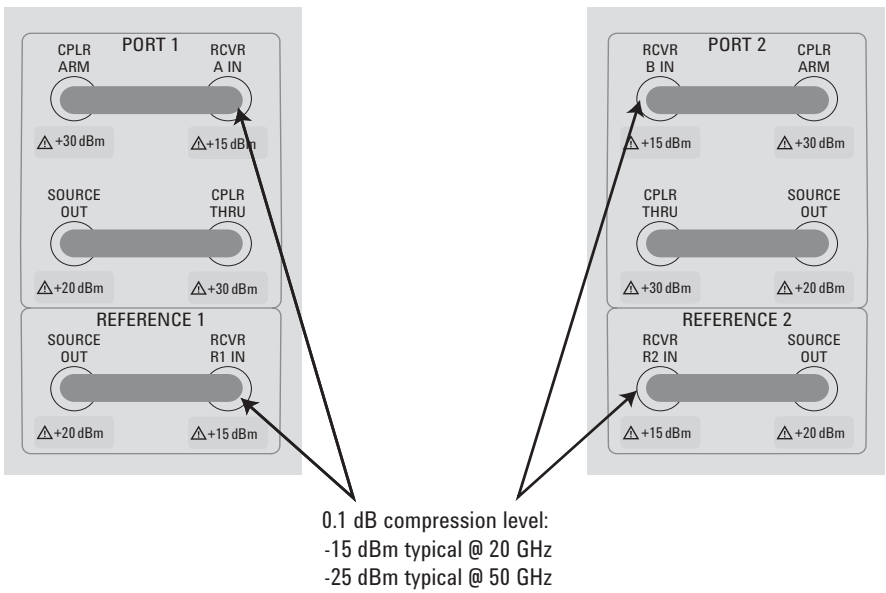 PORT 1
CPLR ARM
RCVR A IN
⚠+30 dBm
⚠+15 dBm
SOURCE OUT
CPLR THRU
⚠+20 dBm
⚠+30 dBm
REFERENCE 1
SOURCE OUT
RCVR R1 IN
⚠+20 dBm
⚠+15 dBm
PORT 2
RCVR B IN
CPLR ARM
⚠+15 dBm
⚠+30 dBm
CPLR THRU
SOURCE OUT
⚠+30 dBm
⚠+20 dBm
REFERENCE 2
RCVR R2 IN
SOURCE OUT
⚠+15 dBm
⚠+20 dBm
0.1 dB compression level:
-15 dBm typical @ 20 GHz
-25 dBm typical @ 50 GHz